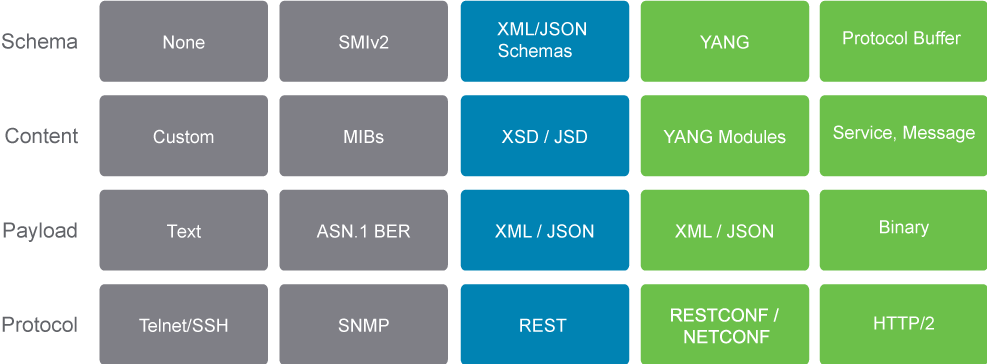 Schema None SMIv2 XML/JSON YANG Protocol Buffer
Schemas
Content Custom MIBs XSD / JSD YANG Modules Service, Message
Payload Text ASN.1 BER XML / JSON XML / JSON Binary
Protocol Telnet/SSH SNMP REST RESTCONF / HTTP/2
NETCONF